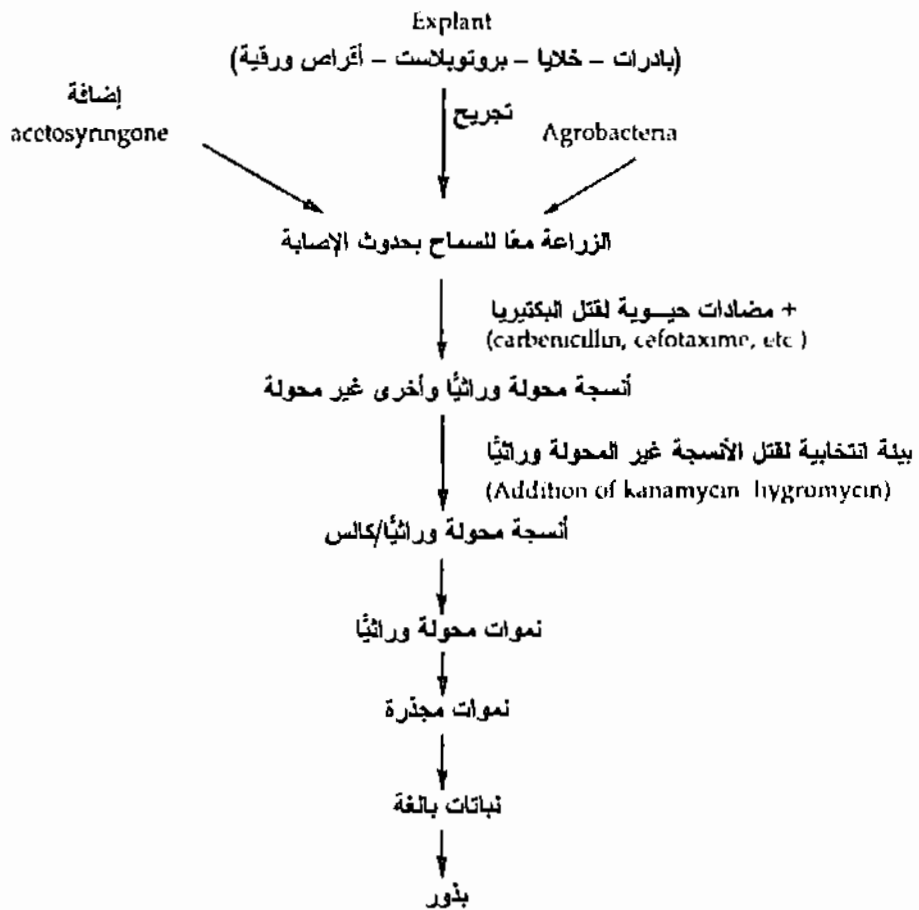 Explant
(بادرات – خلايا – بروتوبلاست – أقراص ورقية)
إضافة
acetosyringone
تجريح
Agrobacteria
الزراعة معًا للسماح بحدوث الإصابة
+ مضادات حيوية لقتل البكتيريا
(carbenicillin, cefotaxime, etc.)
أنسجة محولة وراثيًّا وأخرى غير محولة
بيئة انتخابية لقتل الأنسجة غير المحولة وراثيًّا
(Addition of kanamycin hygromycin)
أنسجة محولة وراثيًّا/كالس
نموات محولة وراثيًّا
نموات مجذرة
نباتات بالغة
بذور